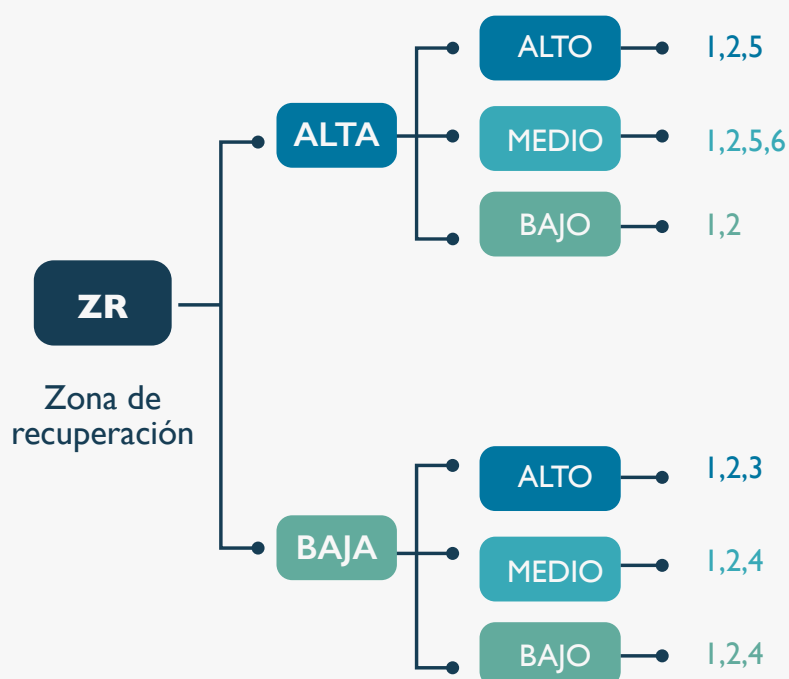 ALTO
1,2,5
ALTA
MEDIO
1,2,5,6
BAJO
1,2
ZR
Zona de
recuperación
ALTO
1,2,3
BAJA
MEDIO
1,2,4
BAJO
1,2,4